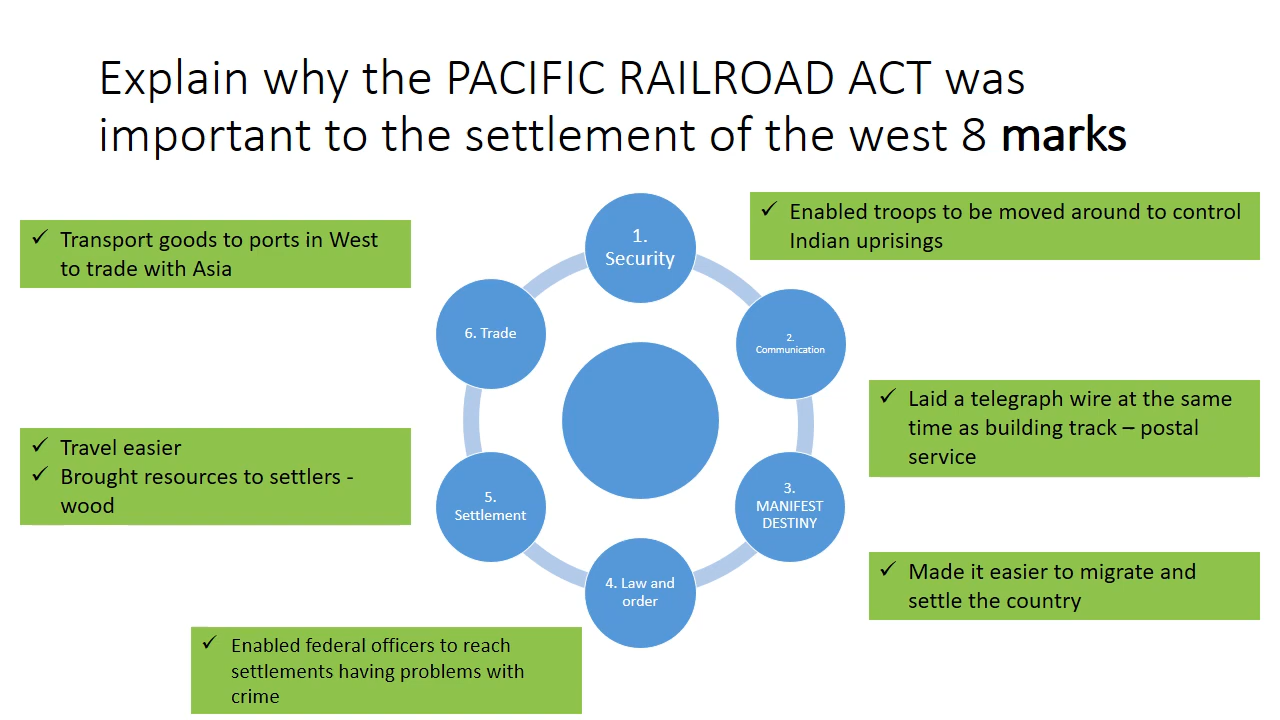 Explain why the PACIFIC RAILROAD ACT was
important to the settlement of the west 8 marks
✓ Transport goods to ports in West
to trade with Asia
1.
Security
✓ Enabled troops to be moved around to control
Indian uprisings
6. Trade
2.
Communication
✓ Laid a telegraph wire at the same
time as building track – postal
service
✓ Travel easier
✓ Brought resources to settlers -
wood
5.
Settlement
3.
MANIFEST
DESTINY
✓ Made it easier to migrate and
settle the country
4. Law and
order
✓ Enabled federal officers to reach
settlements having problems with
crime